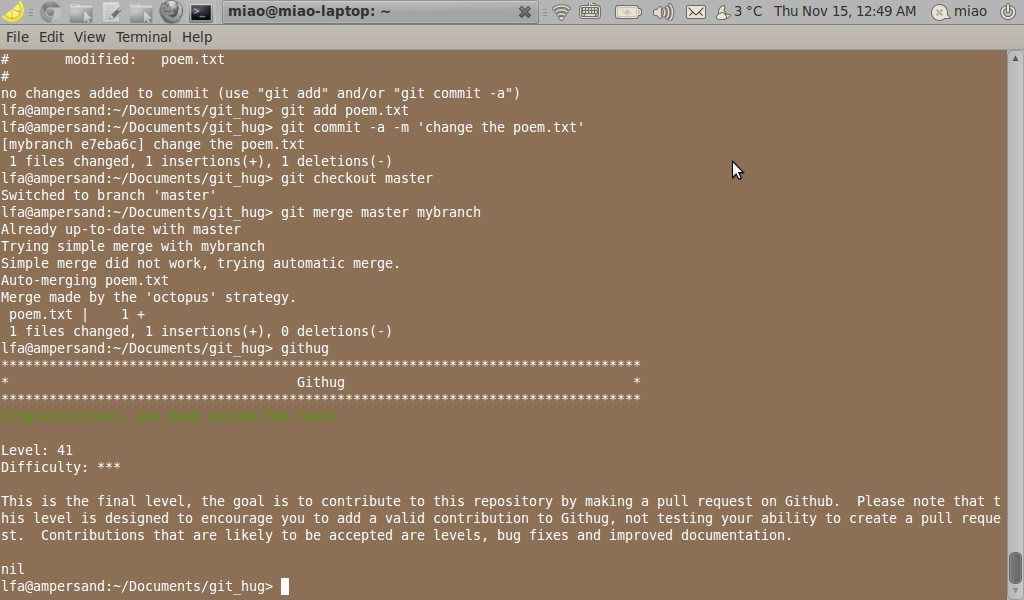 miao@miao-laptop: ~
3 °C
Thu Nov 15, 12:49 AM
miao
File Edit View Terminal Help
#       modified:   poem.txt
#
no changes added to commit (use "git add" and/or "git commit -a")
lfa@ampersand:~/Documents/git_hug> git add poem.txt
lfa@ampersand:~/Documents/git_hug> git commit -a -m 'change the poem.txt'
[mybranch e7eba6c] change the poem.txt
 1 files changed, 1 insertions(+), 1 deletions(-)
lfa@ampersand:~/Documents/git_hug> git checkout master
Switched to branch 'master'
lfa@ampersand:~/Documents/git_hug> git merge master mybranch
Already up-to-date with master
Trying simple merge with mybranch
Simple merge did not work, trying automatic merge.
Auto-merging poem.txt
Merge made by the 'octopus' strategy.
 poem.txt |    1 +
 1 files changed, 1 insertions(+), 0 deletions(-)
lfa@ampersand:~/Documents/git_hug> githug
********************************************************************************
*                                    Githug                                    *
********************************************************************************
Congratulations, you have solved the level

Level: 41
Difficulty: ***

This is the final level, the goal is to contribute to this repository by making a pull request on Github.  Please note that t
his level is designed to encourage you to add a valid contribution to Githug, not testing your ability to create a pull reque
st.  Contributions that are likely to be accepted are levels, bug fixes and improved documentation.

nil
lfa@ampersand:~/Documents/git_hug>